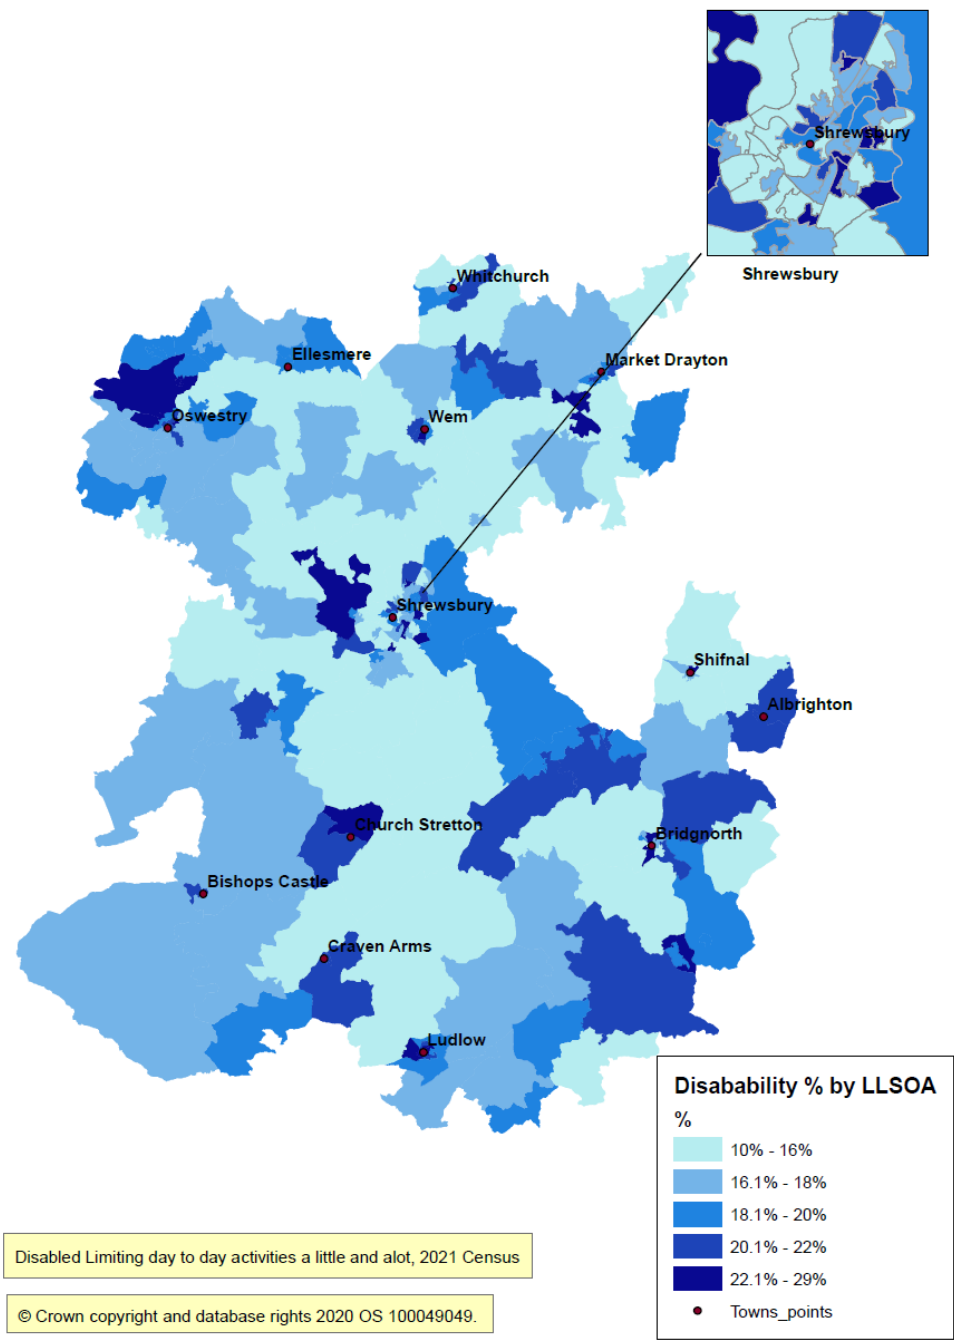 Shrewsbury
Shrewsbury
Whitchurch
Ellesmere
Market Drayton
Oswestry
Wem
Shrewsbury
Shifnal
Albrighton
Church Stretton
Bridgnorth
Bishops Castle
Craven Arms
Ludlow
Disabability % by LLSOA
%
10% - 16%
16.1% - 18%
18.1% - 20%
20.1% - 22%
22.1% - 29%
Towns_points
Disabled Limiting day to day activities a little and alot, 2021 Census
© Crown copyright and database rights 2020 OS 100049049.